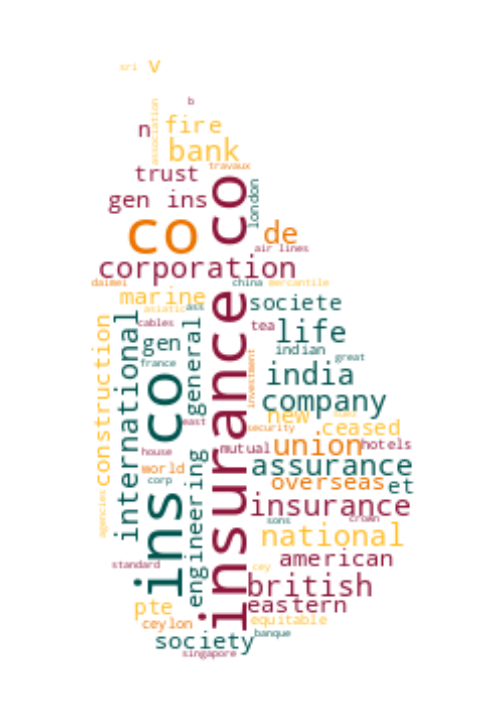 sri v
b
association
n fire
bank
travaux
trust
london
gen ins
insurance co
co
de
air lines
corporation
daimei
china mercantile
marine
asiatic ass
societe
cables
tea
life
international
general
gen
construction
indian
great
france
investment
india
ins co
company
new
suez
east
security
ceased
union
hotels
house
mutual
world
assurance
corp
overseas
et
engineering
agencies
insurance
sons
crown
national
american
standard
cey
british
pte
eastern
ceylon
equitable
society
banque
singapore